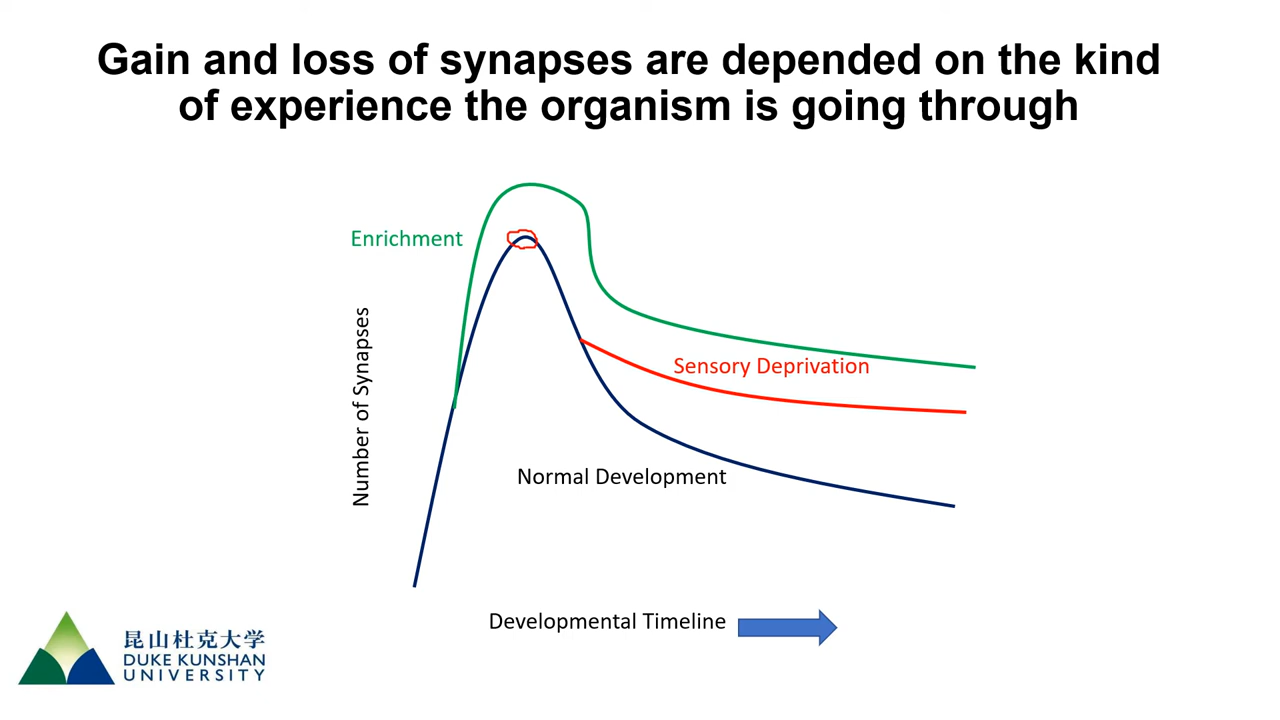 Gain and loss of synapses are depended on the kind
of experience the organism is going through
Enrichment
Number of Synapses
Sensory Deprivation
Normal Development
Developmental Timeline
昆山杜克大学
DUKE KUNSHAN
UNIVERSITY